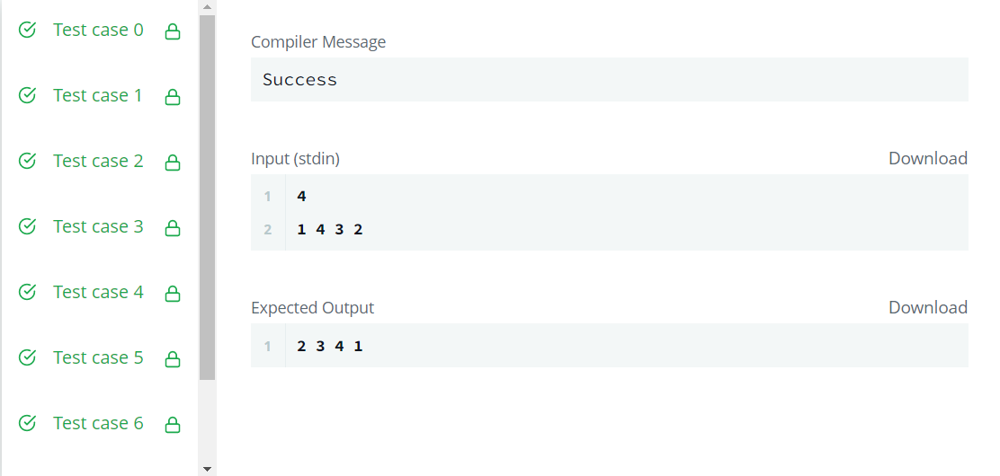 Test case 0
Test case 1
Test case 2
Test case 3
Test case 4
Test case 5
Test case 6
Compiler Message
Success
Input (stdin)
Download
1 4
2 1 4 3 2
Expected Output
Download
1 2 3 4 1